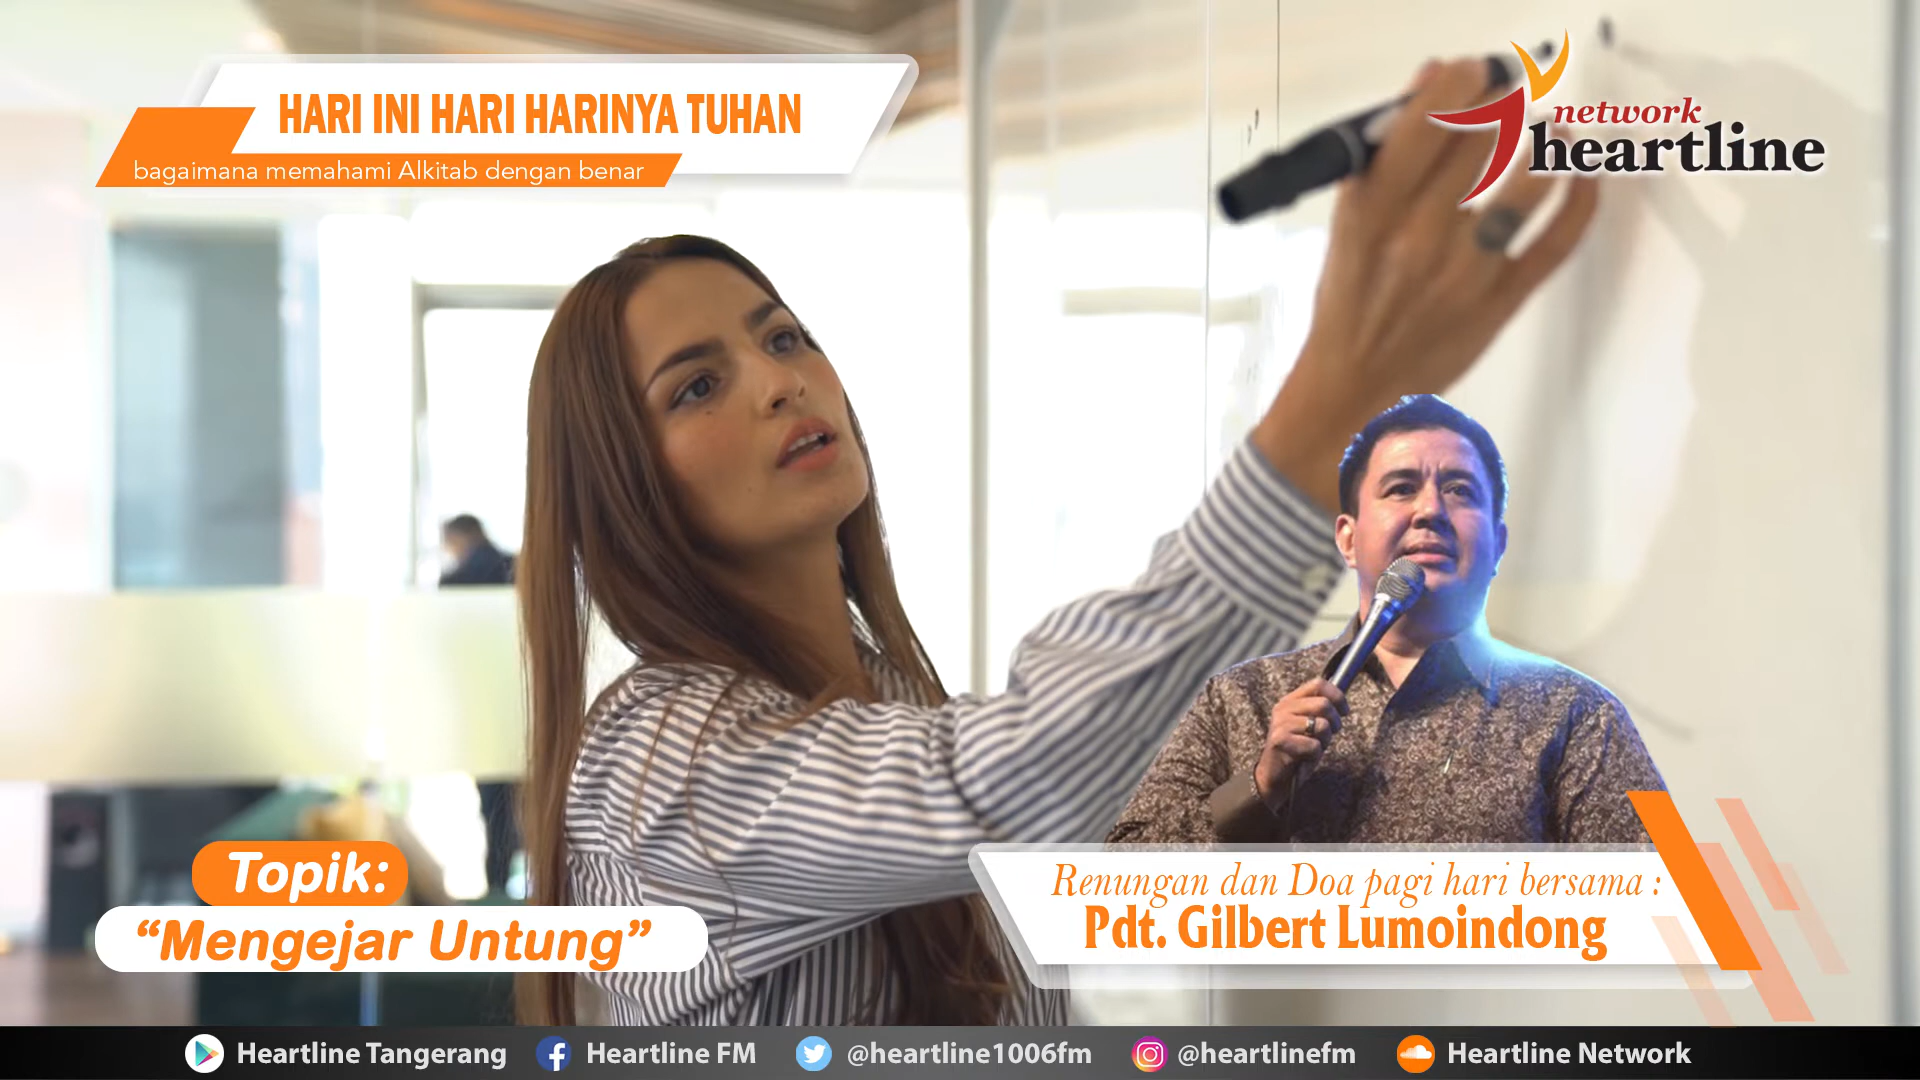 HARI INI HARI HARINYA TUHAN
bagaimana memahami Alkitab dengan benar
network
heartline
Topik:
“Mengejar Untung”
Renungan dan Doa pagi hari bersama :
Pdt. Gilbert Lumoindong
Heartline Tangerang
Heartline FM
@heartline1006fm
@heartlinefm
Heartline Network